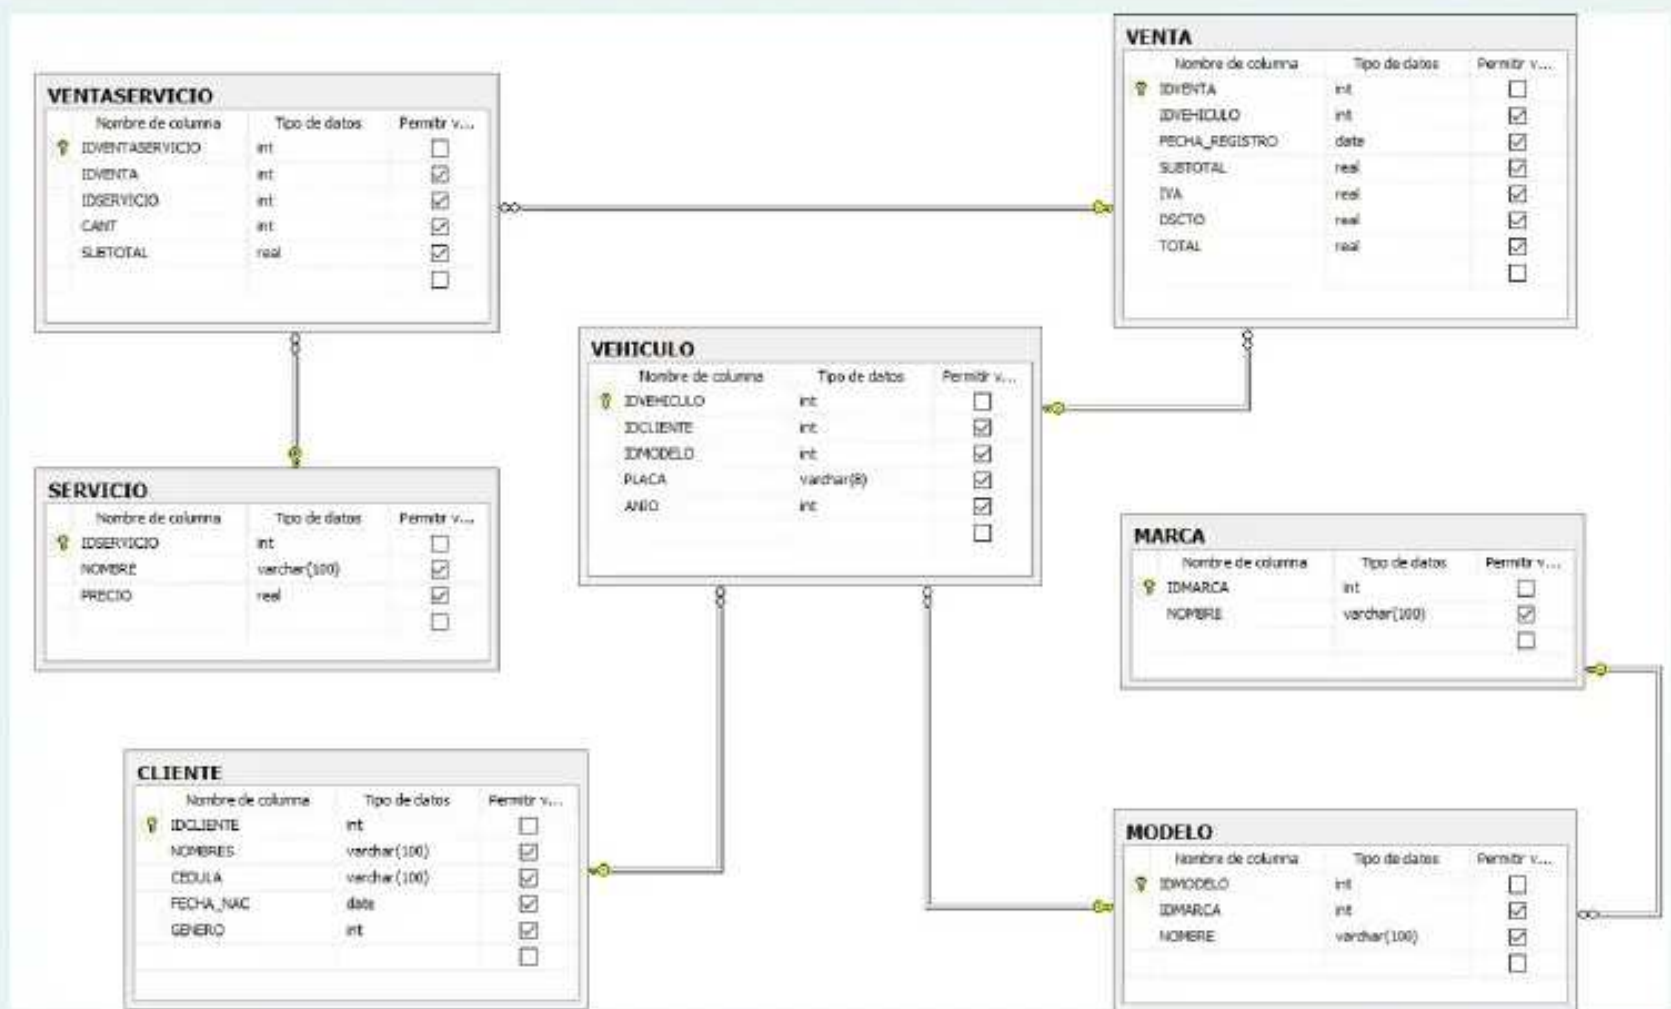 VENTASERVICIO
Nombre de columna Tipo de datos Permitir v...
IDVENTASERVICIO int
IDVENTA int
IDSERVICIO int
CANT int
SUBTOTAL real
VENTA
Nombre de columna Tipo de datos Permitir v...
IDVENTA int
IDVEHICULO int
FECHA_REGISTRO date
SUBTOTAL real
IVA real
DSCTO real
TOTAL real
VEHICULO
Nombre de columna Tipo de datos Permitir v...
IDVEHICULO int
IDCLIENTE int
IDMODELO int
PLACA varchar(8)
ANIO int
SERVICIO
Nombre de columna Tipo de datos Permitir v...
IDSERVICIO int
NOMBRE varchar(100)
PRECIO real
MARCA
Nombre de columna Tipo de datos Permitir v...
IDMARCA int
NOMBRE varchar(100)
CLIENTE
Nombre de columna Tipo de datos Permitir v...
IDCLIENTE int
NOMBRES varchar(100)
CEDULA varchar(100)
FECHA_NAC date
GENERO int
MODELO
Nombre de columna Tipo de datos Permitir v...
IDMODELO int
IDMARCA int
NOMBRE varchar(100)